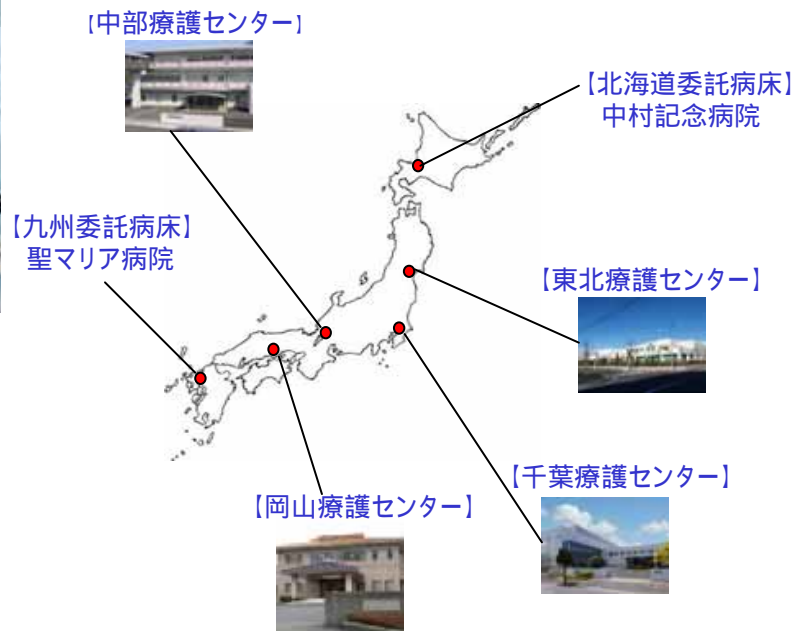 【中部療護センター】
【北海道委託病床】
中村記念病院
【九州委託病床】
聖マリア病院
【東北療護センター】
【千葉療護センター】
【岡山療護センター】